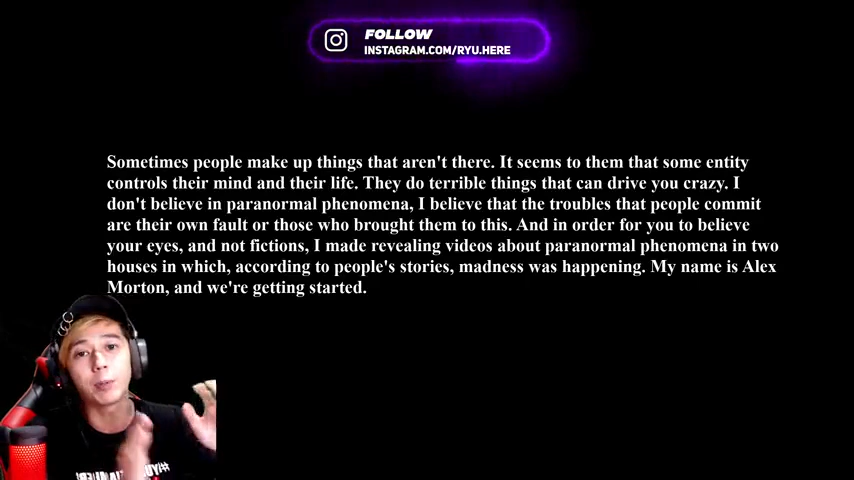 FOLLOW
INSTAGRAM.COM/RYU.HERE
Sometimes people make up things that aren't there. It seems to them that some entity
controls their mind and their life. They do terrible things that can drive you crazy. I
don't believe in paranormal phenomena, I believe that the troubles that people commit
are their own fault or those who brought them to this. And in order for you to believe
your eyes, and not fictions, I made revealing videos about paranormal phenomena in two
houses in which, according to people's stories, madness was happening. My name is Alex
Morton, and we're getting started.